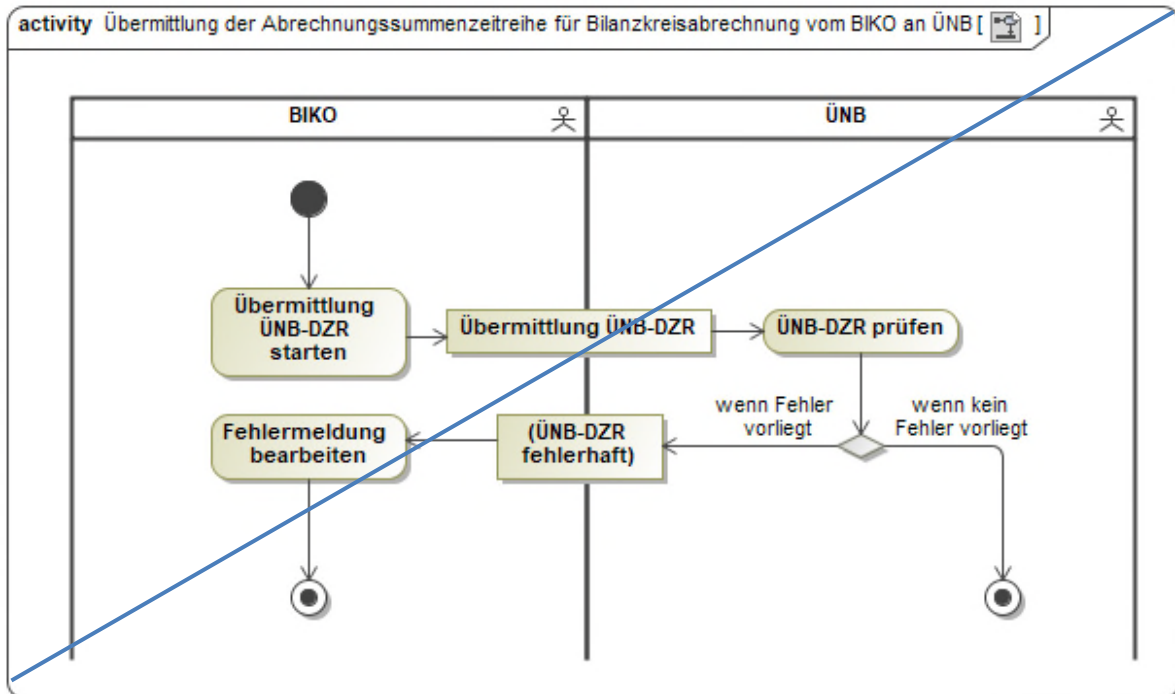 activity Übermittlung der Abrechnungssummenzeitreihe für Bilanzkreisabrechnung vom BIKO an ÜNB [ ]
BIKO
ÜNB
Übermittlung
ÜNB-DZR
starten
Übermittlung ÜNB-DZR
ÜNB-DZR prüfen
wenn Fehler
vorliegt
wenn kein
Fehler vorliegt
(ÜNB-DZR
fehlerhaft)
Fehlermeldung
bearbeiten